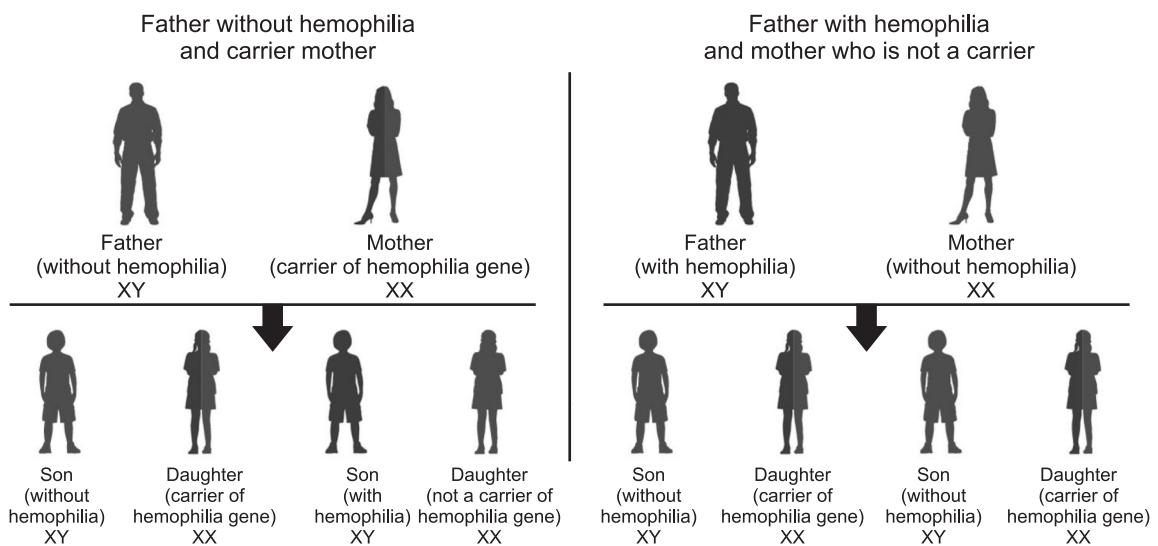 Father without hemophilia
and carrier mother
Father
(without hemophilia)
XY
Mother
(carrier of hemophilia gene)
XX
Son
(without
hemophilia)
XY
Daughter
(carrier of
hemophilia gene)
XX
Son
(with
hemophilia)
XY
Daughter
(not a carrier of
hemophilia gene)
XX
Father with hemophilia
and mother who is not a carrier
Father
(with hemophilia)
XY
Mother
(without hemophilia)
XX
Son
(without
hemophilia)
XY
Daughter
(carrier of
hemophilia gene)
XX
Son
(without
hemophilia)
XY
Daughter
(carrier of
hemophilia gene)
XX